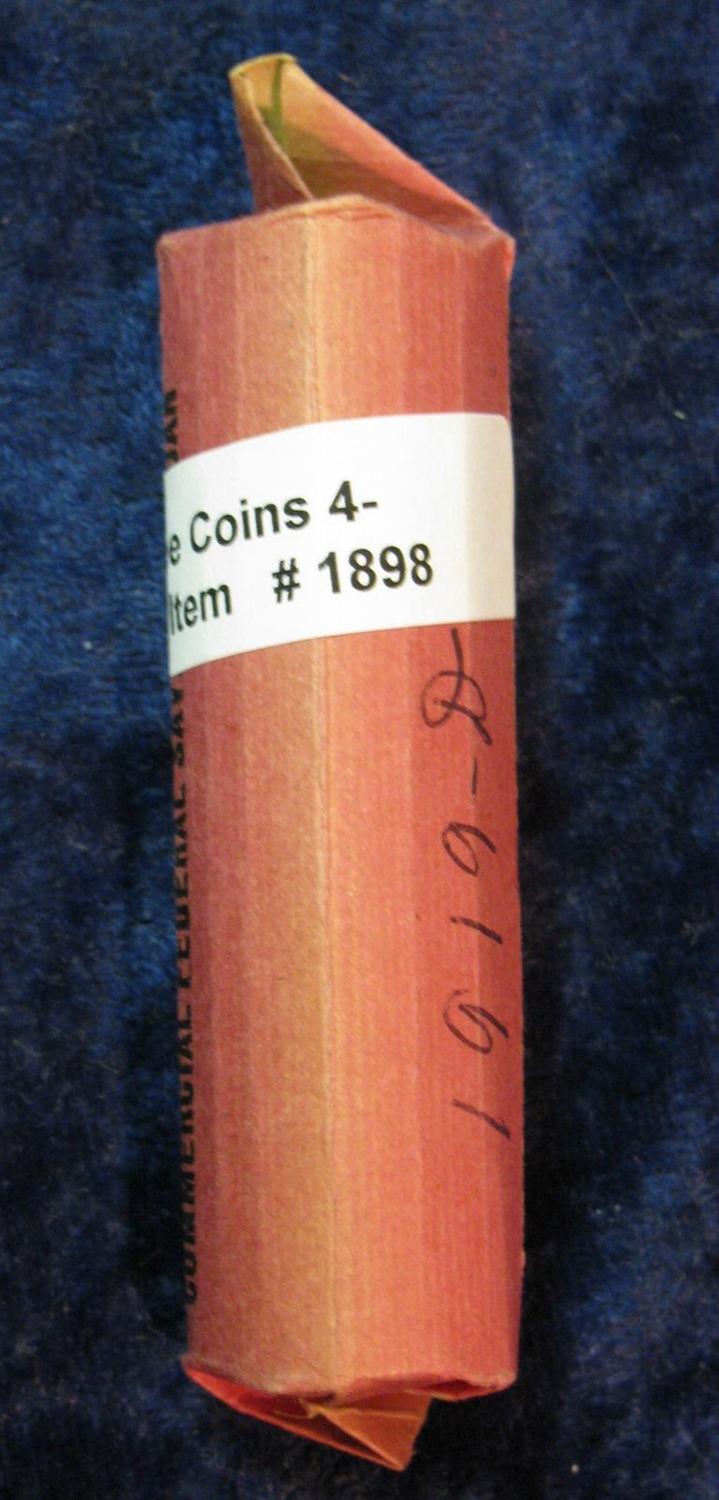 Coins 4-
Item # 1898
1919-D
COMMERCIAL FEDERAL SAV